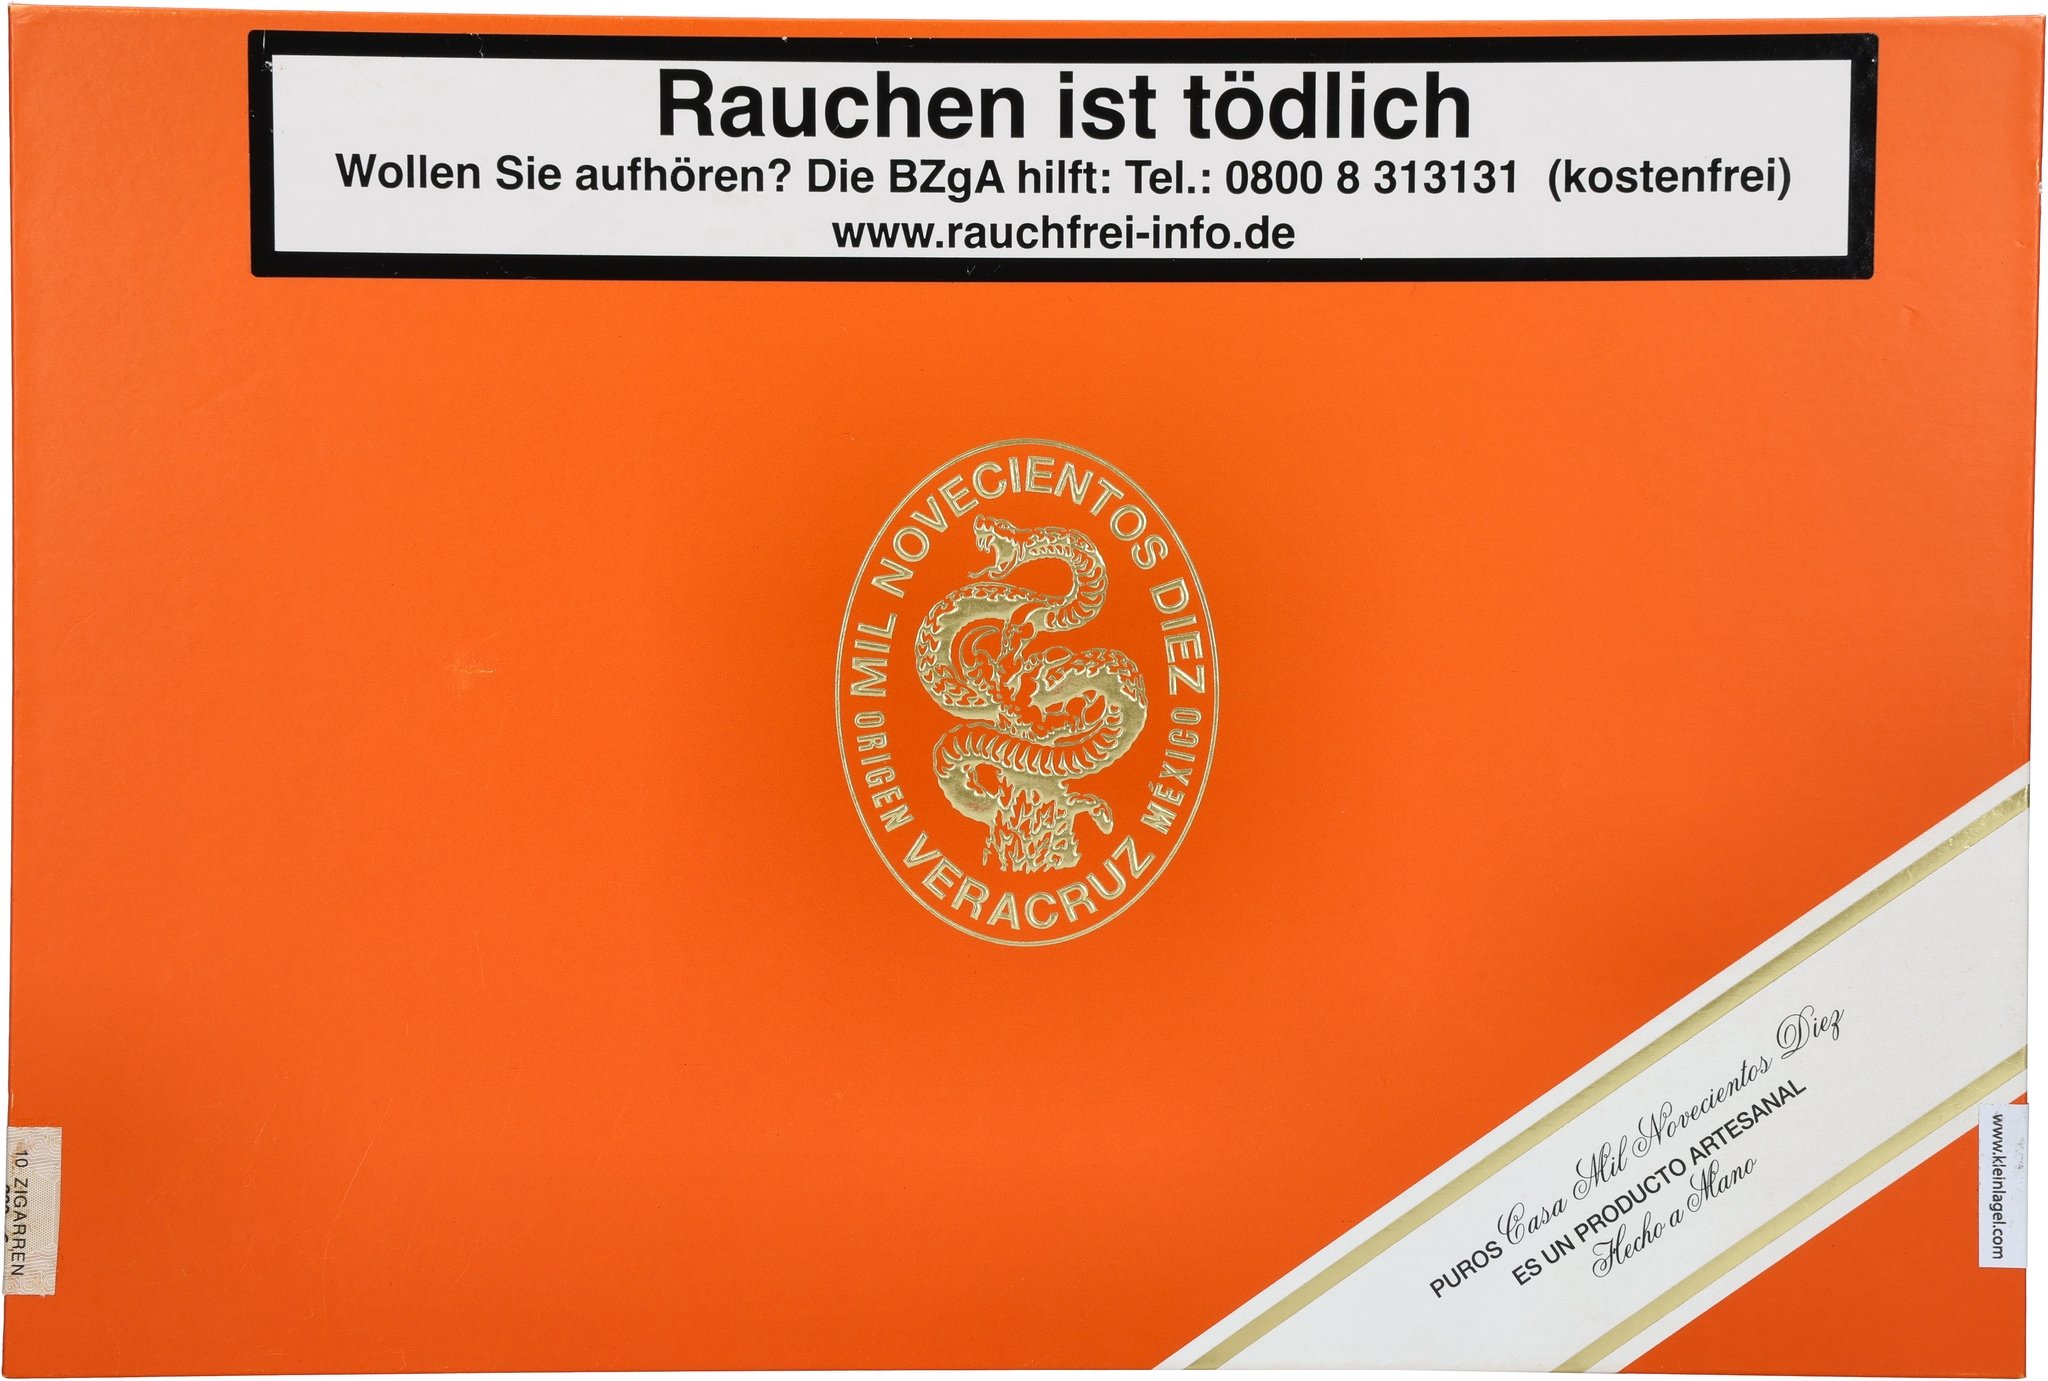 Rauchen ist tödlich
Wollen Sie aufhören? Die BZgA hilft: Tel.: 0800 8 313131 (kostenfrei)
www.rauchfrei-info.de
MIL NOVECIENTOS DIEZ
ORIGEN VERACRUZ MÉXICO
PUROS Casa Mil Novecientos Diez
ES UN PRODUCTO ARTESANAL
Hecho a Mano
10 ZIGARREN
www.kleinlagel.com